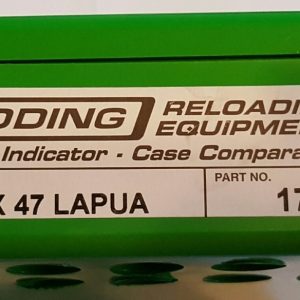 DDING RELOADI
EQUIPME
Indicator - Case Compara
X 47 LAPUA
PART NO.
17